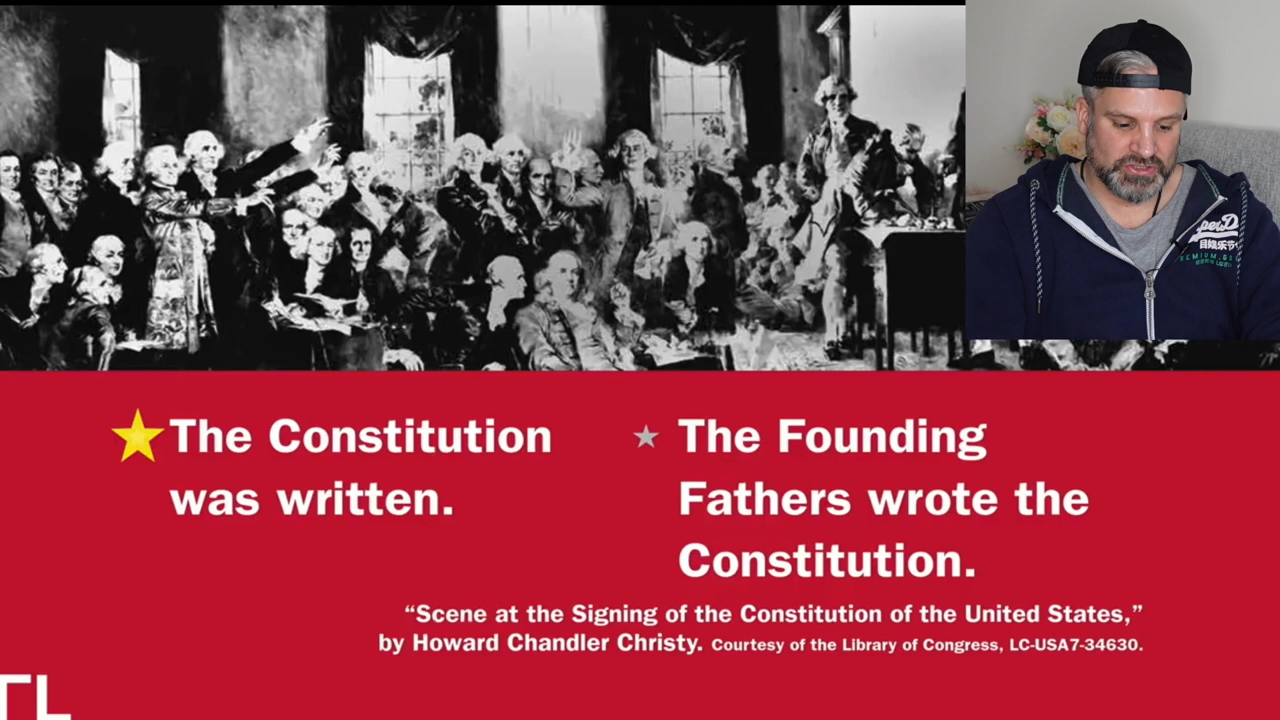 The Constitution
was written.
The Founding
Fathers wrote the
Constitution.
“Scene at the Signing of the Constitution of the United States,”
by Howard Chandler Christy. Courtesy of the Library of Congress, LC-USA7-34630.